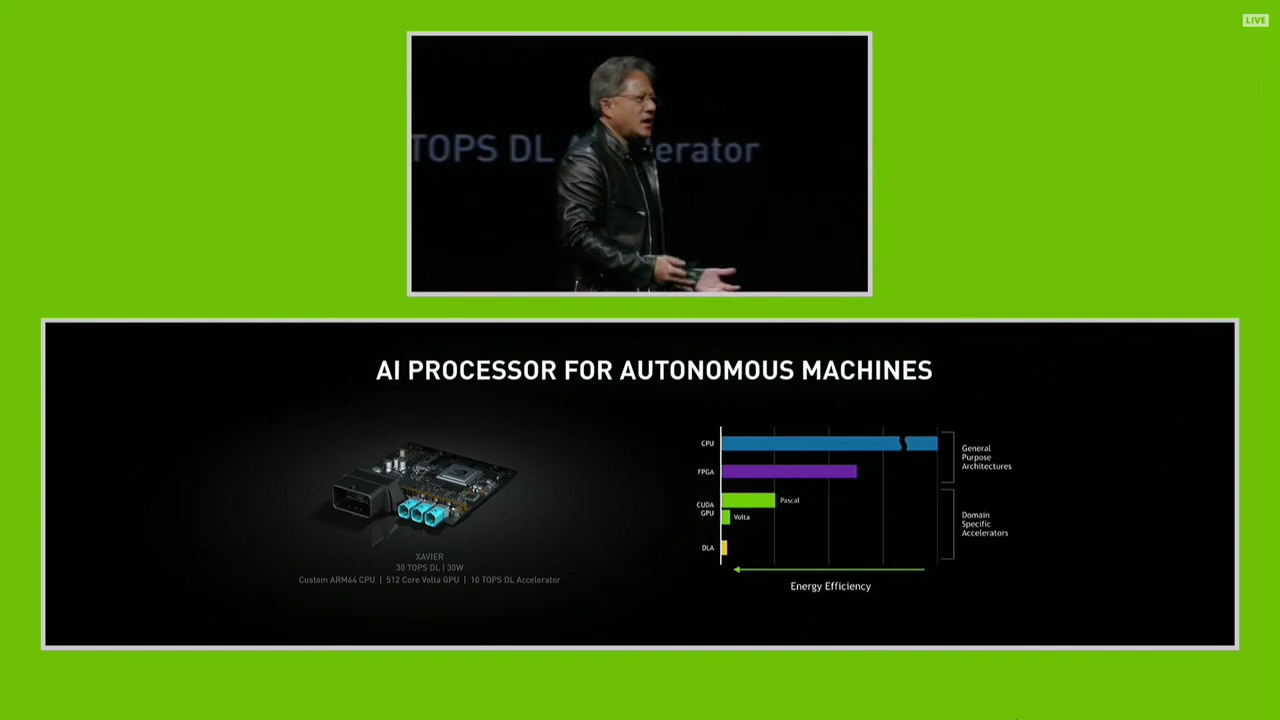 LIVE
TOPS DL
erator
AI PROCESSOR FOR AUTONOMOUS MACHINES
XAVIER
30 TOPS DL | 30W
Custom ARM64 CPU | 512 Core Volta GPU | 10 TOPS DL Accelerator
CPU
FPGA
CUDA
GPU
DLA
Pascal
Volta
General
Purpose
Architectures
Domain
Specific
Accelerators
Energy Efficiency